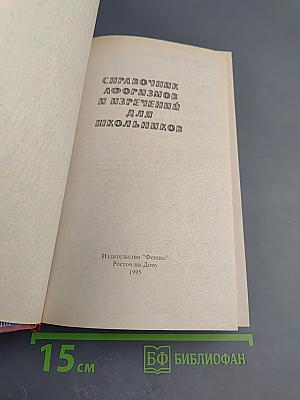 СПРАВОЧНИК
АФОРИЗМОВ
И ИЗРЕЧЕНИЙ
ДЛЯ
ШКОЛЬНИКОВ
Издательство "Феникс"
Ростов-на-Дону
1995
15 см
БФ БИБЛИОФАН